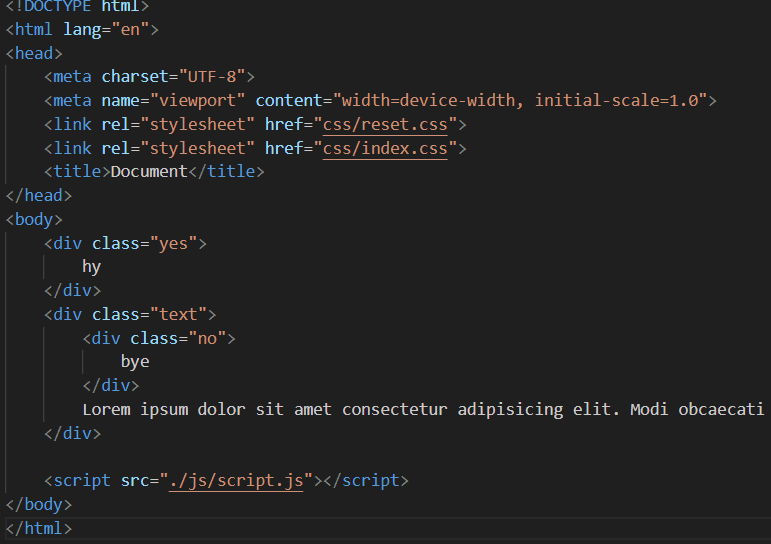 <!DOCTYPE html>
<html lang="en">
<head>
    <meta charset="UTF-8">
    <meta name="viewport" content="width=device-width, initial-scale=1.0">
    <link rel="stylesheet" href="css/reset.css">
    <link rel="stylesheet" href="css/index.css">
    <title>Document</title>
</head>
<body>
    <div class="yes">
        hy
    </div>
    <div class="text">
        <div class="no">
            bye
        </div>
        Lorem ipsum dolor sit amet consectetur adipisicing elit. Modi obcaecati
    </div>

    <script src="./js/script.js"></script>
</body>
</html>